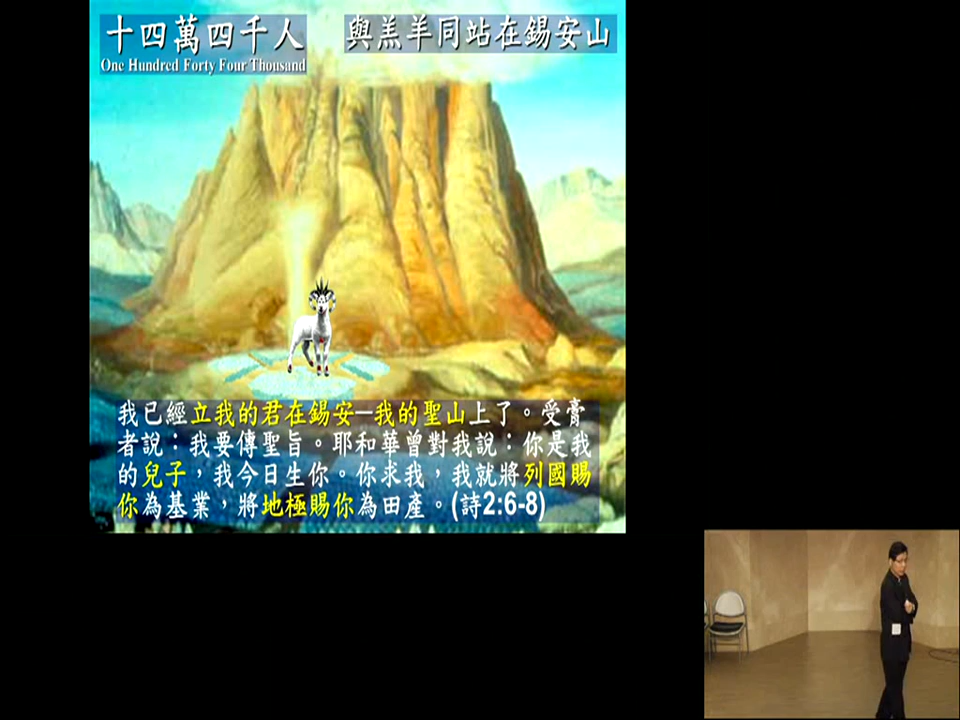 十四萬四千人
One Hundred Forty Four Thousand
與羔羊同站在錫安山
我已經立我的君在錫安─我的聖山上了。受膏
者說：我要傳聖旨。耶和華曾對我說：你是我
的兒子，我今日生你。你求我，我就將列國賜
你為基業，將地極賜你為田產。(詩2:6-8)